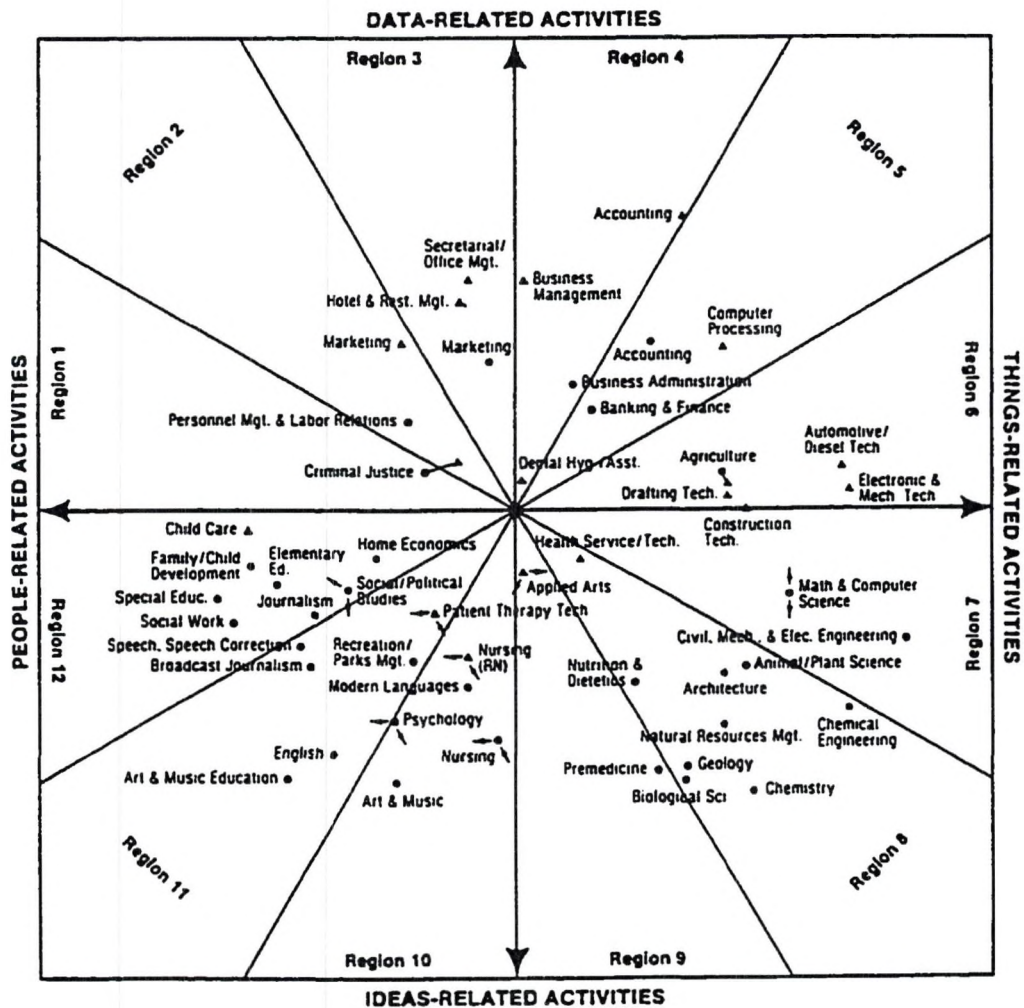 DATA-RELATED ACTIVITIES
Region 3
Region 4
Region 2
Region 5
Accounting
Secretarial/
Office Mgt.
Business
Management
Hotel & Rest. Mgt.
Computer
Processing
Marketing
Marketing
Accounting
Region 1
Region 6
Business Administration
Banking & Finance
Personnel Mgt. & Labor Relations
Automotive/
Diesel Tech
Criminal Justice
Dental Hyg./Asst.
Agriculture
Drafting Tech.
Electronic &
Mech Tech
PEOPLE-RELATED ACTIVITIES
THINGS-RELATED ACTIVITIES
Child Care
Construction
Tech.
Home Economics
Health Service/Tech.
Family/Child
Development
Elementary
Ed.
Social/Political
Studies
Applied Arts
Math & Computer
Science
Special Educ.
Journalism
Patient Therapy Tech
Social Work
Region 12
Region 7
Civil, Mech., & Elec. Engineering
Speech, Speech Correction
Recreation/
Parks Mgt.
Nursing
(RN)
Broadcast Journalism
Nutrition &
Dietetics
Animal/Plant Science
Modern Languages
Architecture
Psychology
Chemical
Engineering
Natural Resources Mgt.
English
Nursing
Premedicine
Geology
Art & Music Education
Biological Sci
Chemistry
Art & Music
Region 11
Region 8
Region 10
Region 9
IDEAS-RELATED ACTIVITIES